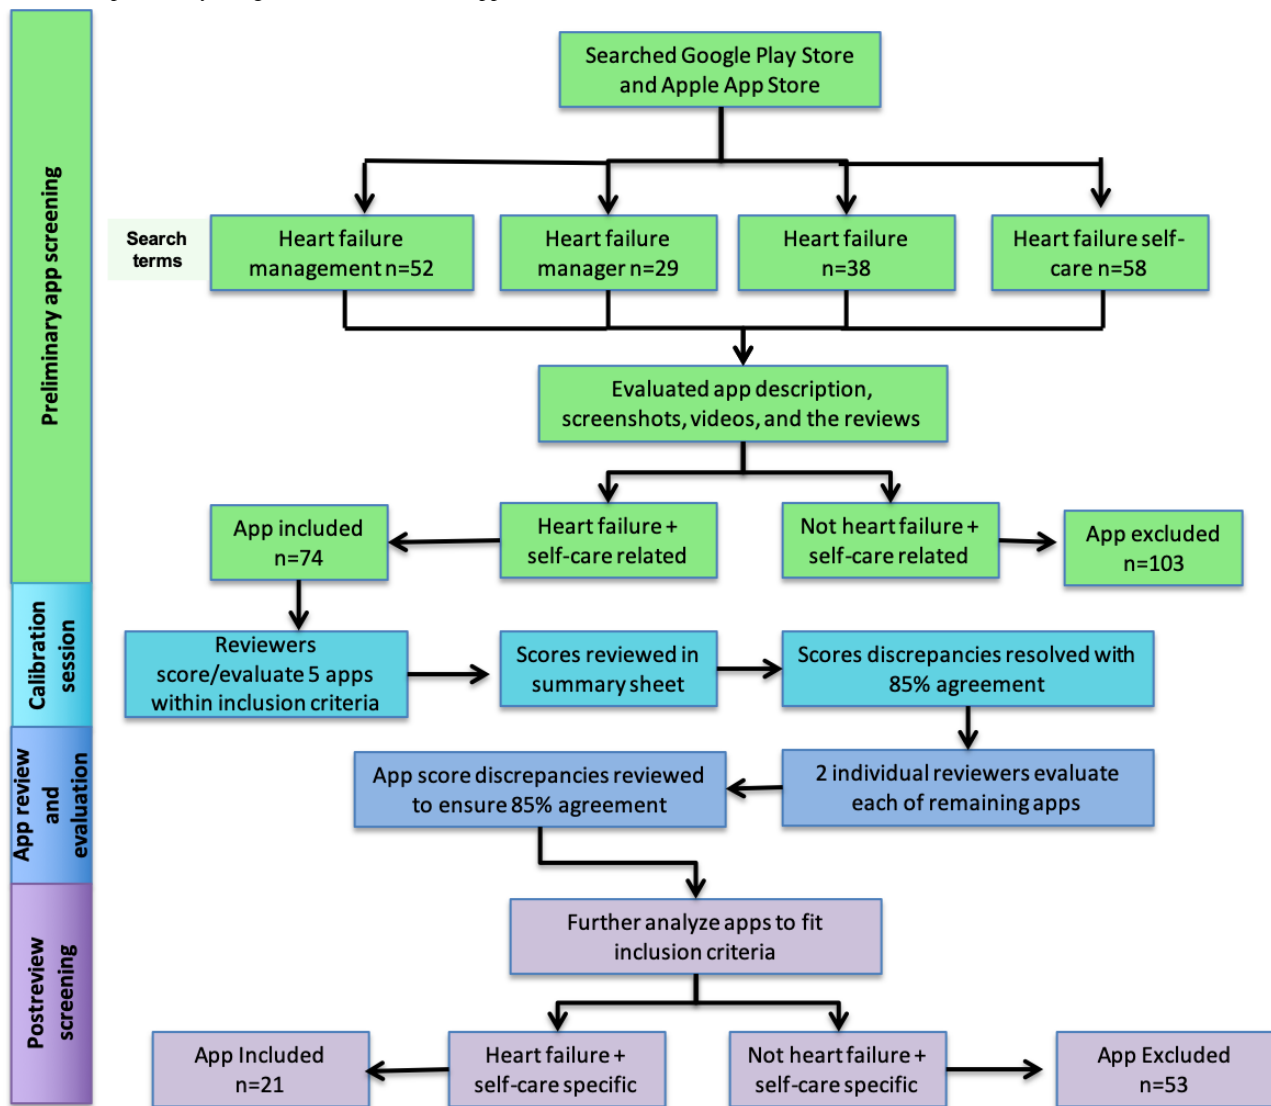 Searched Google Play Store
and Apple App Store
Preliminary app screening
Search
terms
Heart failure
management n=52
Heart failure
manager n=29
Heart failure
n=38
Heart failure self-
care n=58
Evaluated app description,
screenshots, videos, and the reviews
App included
n=74
Heart failure +
self-care related
Not heart failure +
self-care related
App excluded
n=103
Calibration
session
Reviewers
score/evaluate 5 apps
within inclusion criteria
Scores reviewed in
summary sheet
Scores discrepancies resolved with
85% agreement
App review
and
evaluation
App score discrepancies reviewed
to ensure 85% agreement
2 individual reviewers evaluate
each of remaining apps
Postreview
screening
Further analyze apps to fit
inclusion criteria
App Included
n=21
Heart failure +
self-care specific
Not heart failure +
self-care specific
App Excluded
n=53